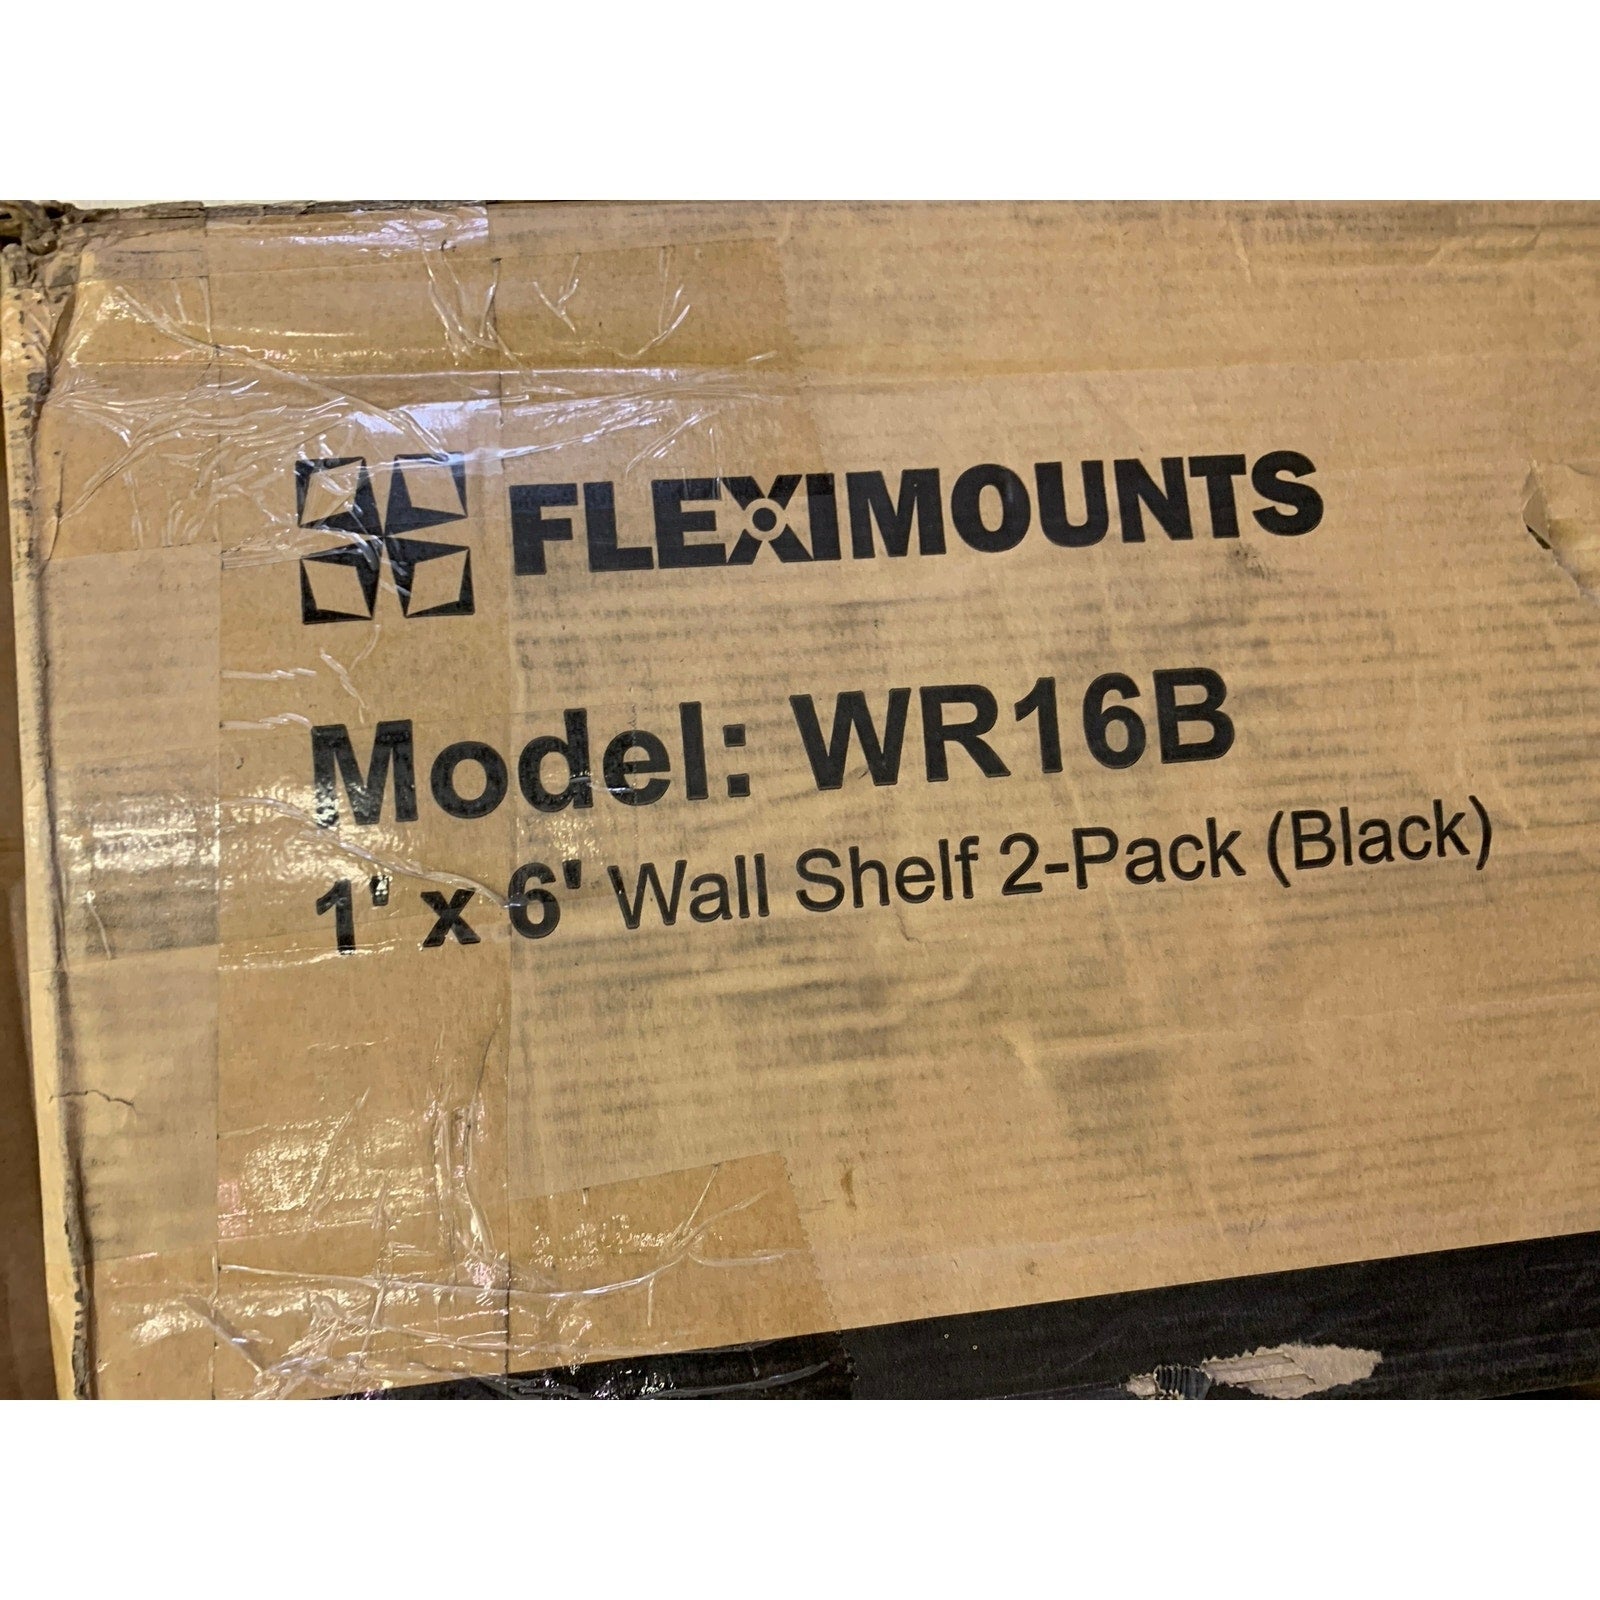 FLEXIMOUNTS
Model: WR16B
1' x 6' Wall Shelf 2-Pack (Black)